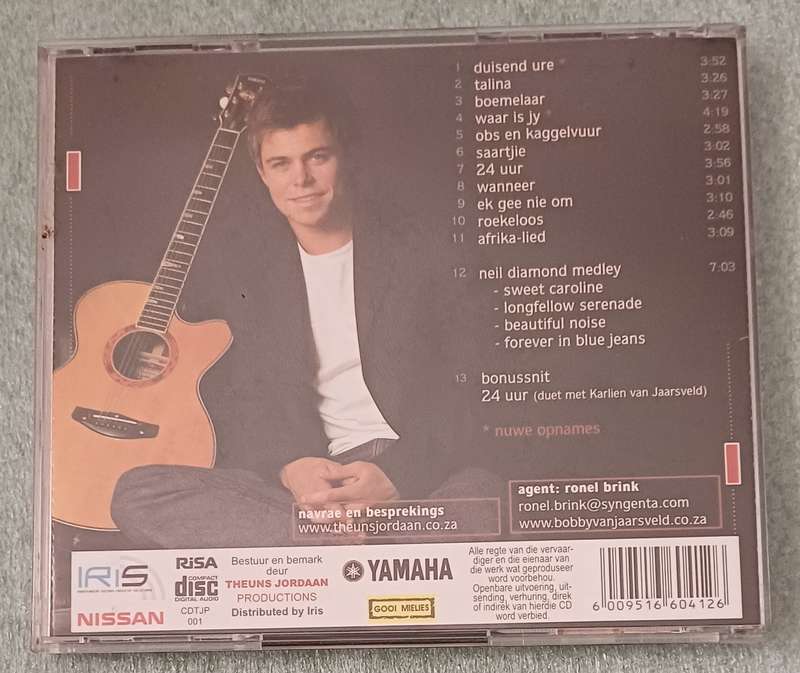 1 duisend ure * 3:52
2 talina 3:26
3 boemelaar 3:27
4 waar is jy * 4:19
5 obs en kaggelvuur 2:58
6 saartjie 3:02
7 24 uur 3:56
8 wanneer 3:01
9 ek gee nie om 3:10
10 roekeloos 2:46
11 afrika-lied 3:09
12 neil diamond medley 7:03
- sweet caroline
- longfellow serenade
- beautiful noise
- forever in blue jeans
13 bonussnit
24 uur (duet met Karlien van Jaarsveld)
* nuwe opnames
navrae en besprekings
www.theunsjordaan.co.za
agent: ronel brink
ronel.brink@syngenta.com
www.bobbyvanjaarsveld.co.za
IRIS
NISSAN
RiSA
COMPACT
disc
DIGITAL AUDIO
CDTJP
001
Bestuur en bemark
deur
THEUNS JORDAAN
PRODUCTIONS
Distributed by Iris
YAMAHA
GOOI MIELIES
Alle regte van die vervaar-
diger en die eienaar van
die werk wat geproduseer
word voorbehou.
Openbare uitvoering, uit-
sending, verhuring, direk
of indirek van hierdie CD
word verbied.
6 009516 604126